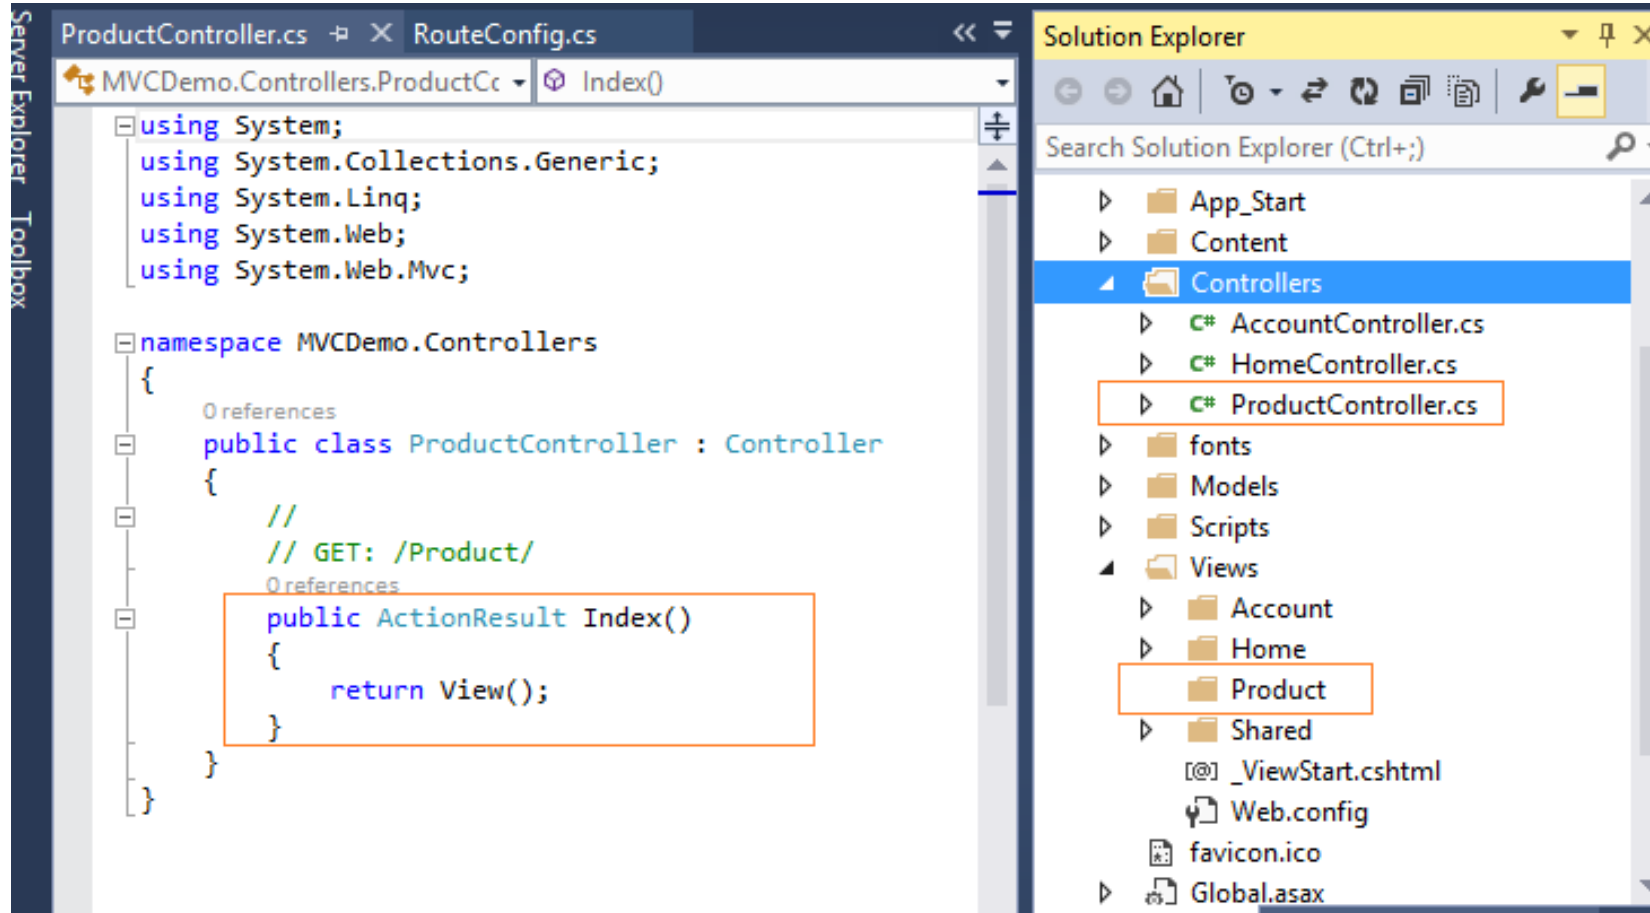 Server Explorer
Toolbox
ProductController.cs
RouteConfig.cs
MVCDemo.Controllers.ProductCc
Index()
using System;
using System.Collections.Generic;
using System.Linq;
using System.Web;
using System.Web.Mvc;
namespace MVCDemo.Controllers
{
0 references
public class ProductController : Controller
{
//
// GET: /Product/
0 references
public ActionResult Index()
{
return View();
}
}
}
Solution Explorer
Search Solution Explorer (Ctrl+;)
App_Start
Content
Controllers
C# AccountController.cs
C# HomeController.cs
C# ProductController.cs
fonts
Models
Scripts
Views
Account
Home
Product
Shared
[@] _ViewStart.cshtml
Web.config
favicon.ico
Global.asax